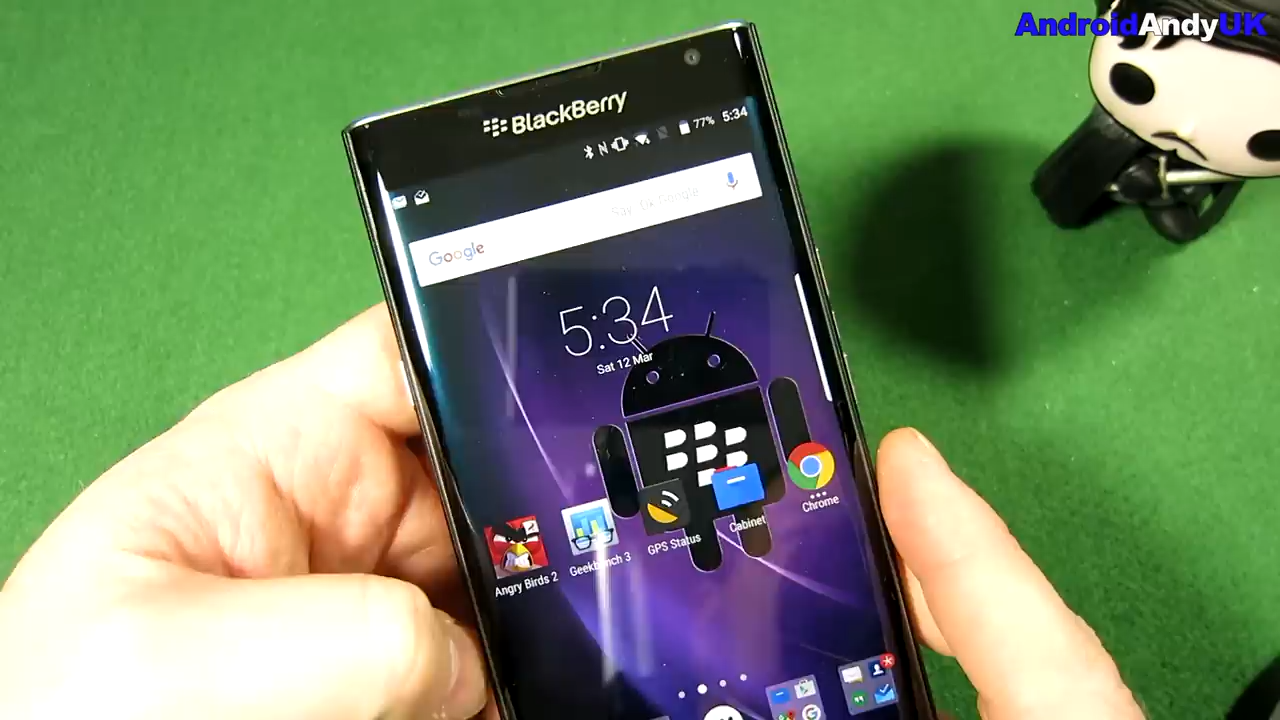 AndroidAndyUK
BlackBerry
77% 5:34
Say "Ok Google"
Google
5:34
Sat 12 Mar
Chrome
Cabinet
GPS Status
Geekbench 3
Angry Birds 2